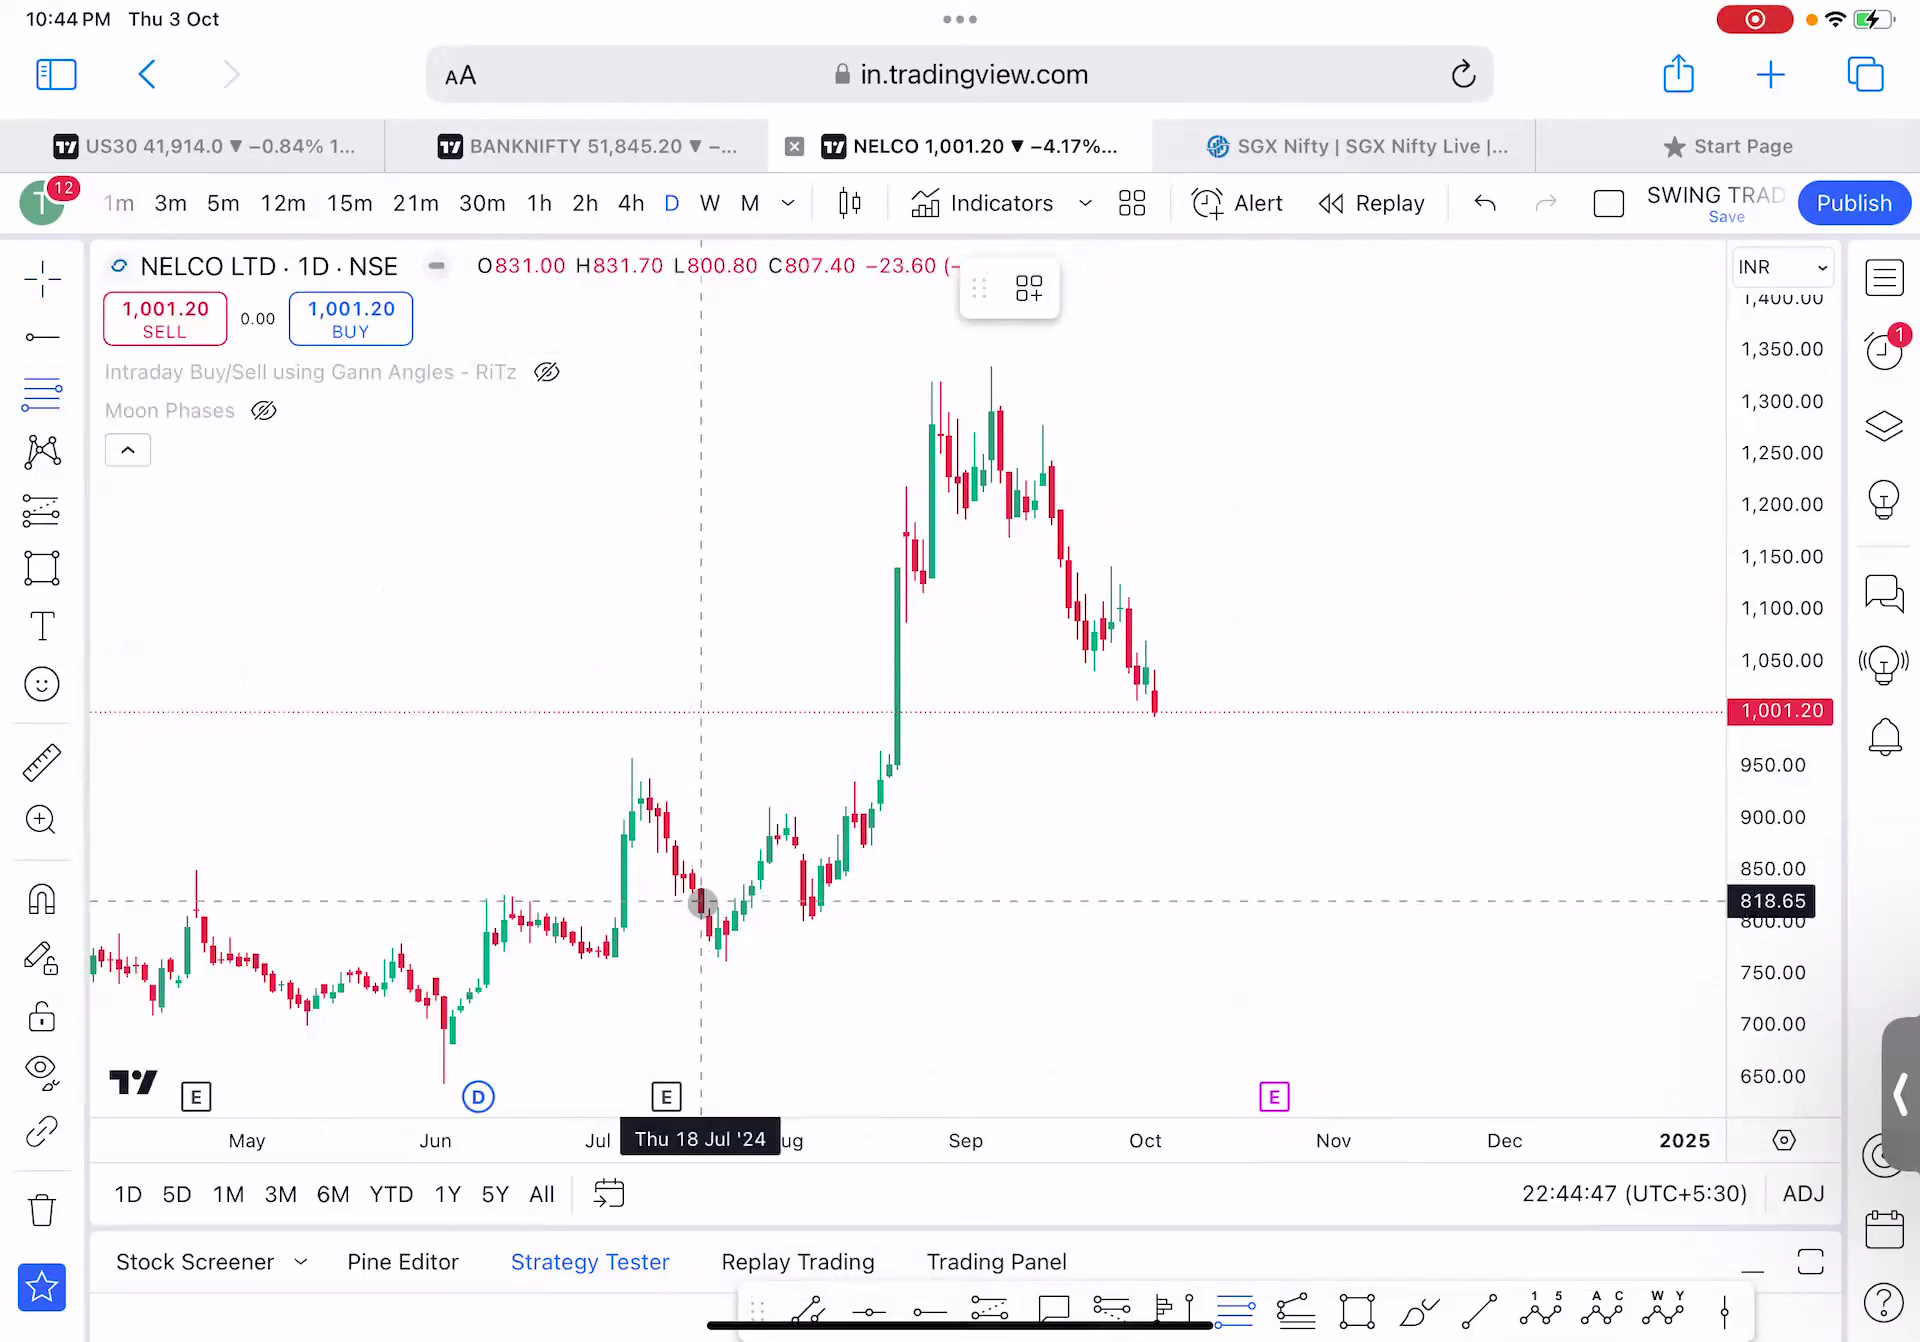 10:44 PM Thu 3 Oct
AA in.tradingview.com
US30 41,914.0 ▼ −0.84% 1...
BANKNIFTY 51,845.20 ▼ −...
NELCO 1,001.20 ▼ −4.17%...
SGX Nifty | SGX Nifty Live |...
Start Page
T 12 1m 3m 5m 12m 15m 21m 30m 1h 2h 4h D W M Indicators Alert Replay SWING TRAD Save Publish
NELCO LTD · 1D · NSE O831.00 H831.70 L800.80 C807.40 −23.60 (−
INR
1,001.20 SELL 0.00 1,001.20 BUY
Intraday Buy/Sell using Gann Angles - RiTz
Moon Phases
1,400.00
1,350.00
1,300.00
1,250.00
1,200.00
1,150.00
1,100.00
1,050.00
1,001.20
950.00
900.00
850.00
818.65
800.00
750.00
700.00
650.00
1
E D E E
May Jun Jul Thu 18 Jul '24 ug Sep Oct Nov Dec 2025
1D 5D 1M 3M 6M YTD 1Y 5Y All 22:44:47 (UTC+5:30) ADJ
Stock Screener Pine Editor Strategy Tester Replay Trading Trading Panel
1 5 A C W Y